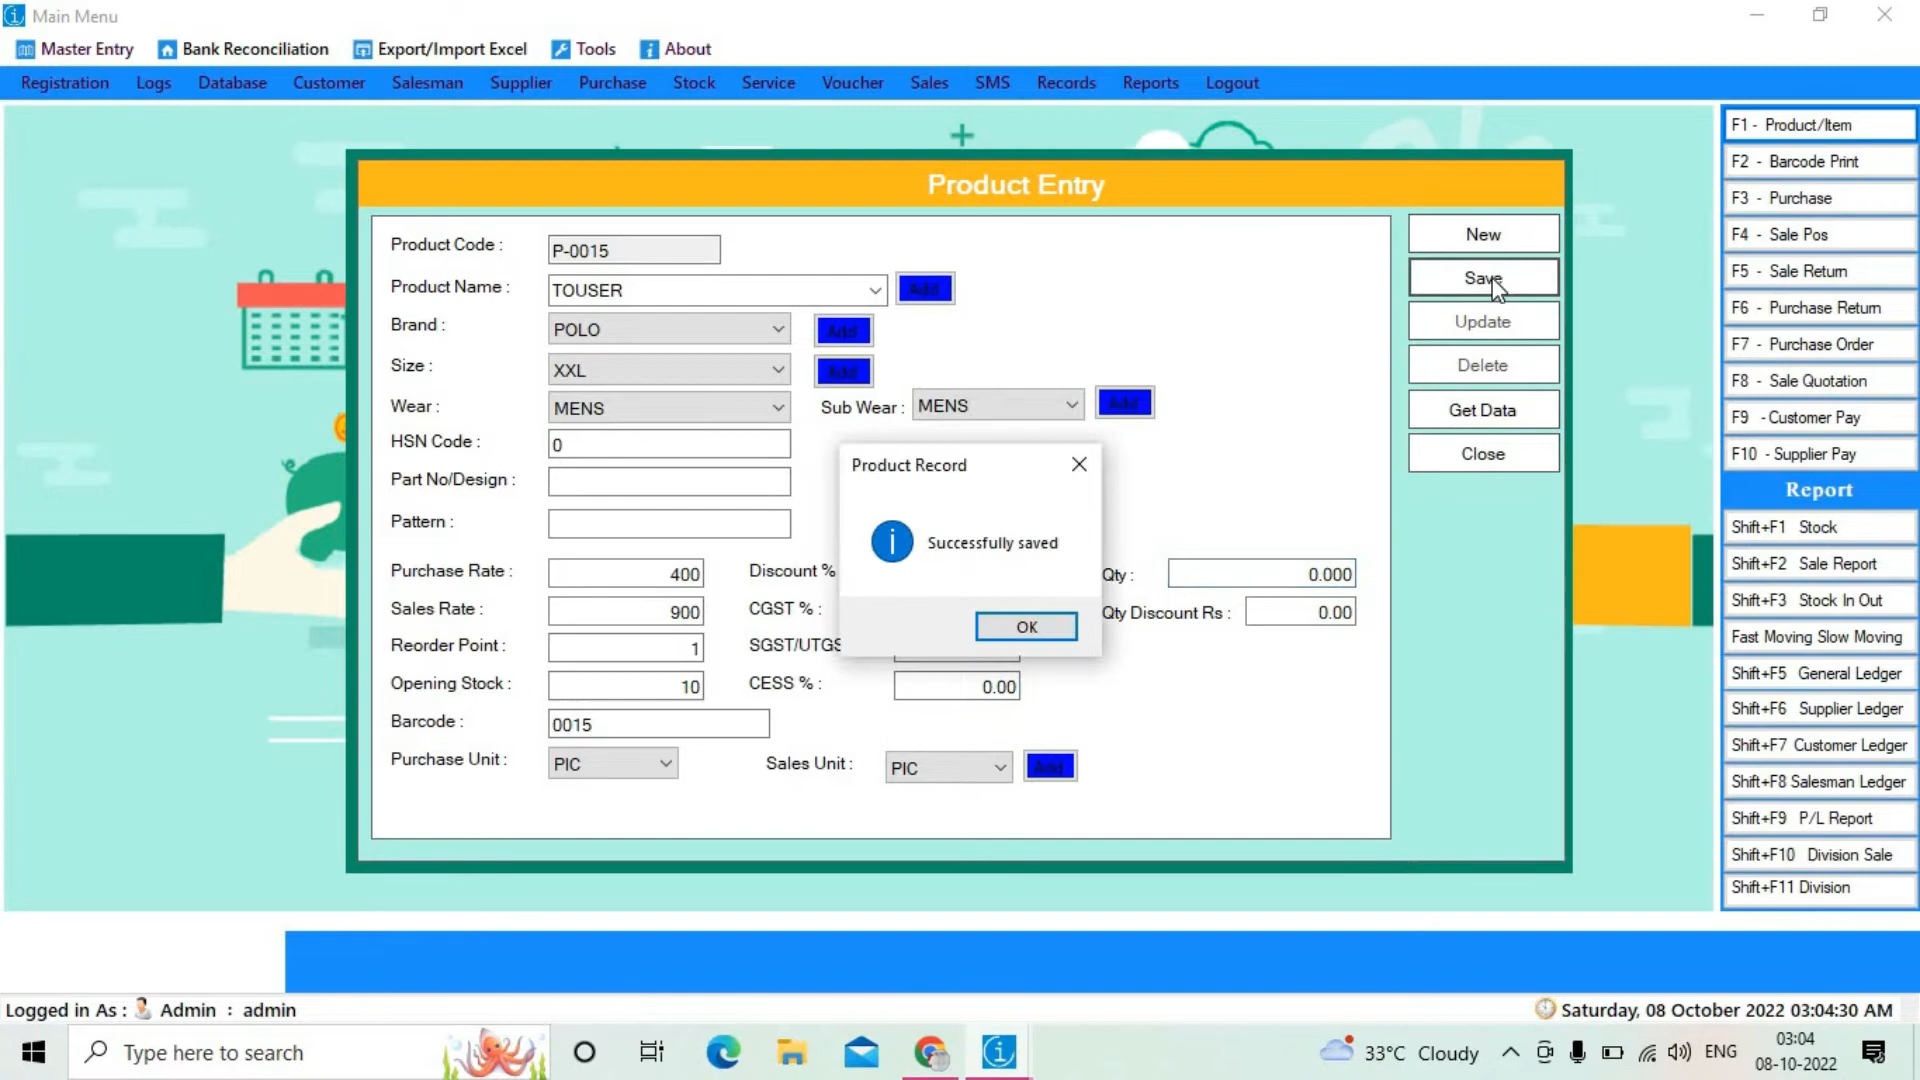 Main Menu
Master Entry Bank Reconciliation Export/Import Excel Tools About
Registration Logs Database Customer Salesman Supplier Purchase Stock Service Voucher Sales SMS Records Reports Logout
Product Entry
Product Code : P-0015
Product Name : TOUSER Add
Brand : POLO Add
Size : XXL Add
Wear : MENS Sub Wear : MENS Add
HSN Code : 0
Part No/Design :
Pattern :
Purchase Rate : 400 Discount % Qty : 0.000
Sales Rate : 900 CGST % : Qty Discount Rs : 0.00
Reorder Point : 1 SGST/UTGS
Opening Stock : 10 CESS % : 0.00
Barcode : 0015
Purchase Unit : PIC Sales Unit : PIC Add
Product Record
Successfully saved
OK
New
Save
Update
Delete
Get Data
Close
F1 - Product/Item
F2 - Barcode Print
F3 - Purchase
F4 - Sale Pos
F5 - Sale Return
F6 - Purchase Return
F7 - Purchase Order
F8 - Sale Quotation
F9 - Customer Pay
F10 - Supplier Pay
Report
Shift+F1 Stock
Shift+F2 Sale Report
Shift+F3 Stock In Out
Fast Moving Slow Moving
Shift+F5 General Ledger
Shift+F6 Supplier Ledger
Shift+F7 Customer Ledger
Shift+F8 Salesman Ledger
Shift+F9 P/L Report
Shift+F10 Division Sale
Shift+F11 Division
Logged in As : Admin : admin
Saturday, 08 October 2022 03:04:30 AM
Type here to search
33°C Cloudy
ENG
03:04
08-10-2022